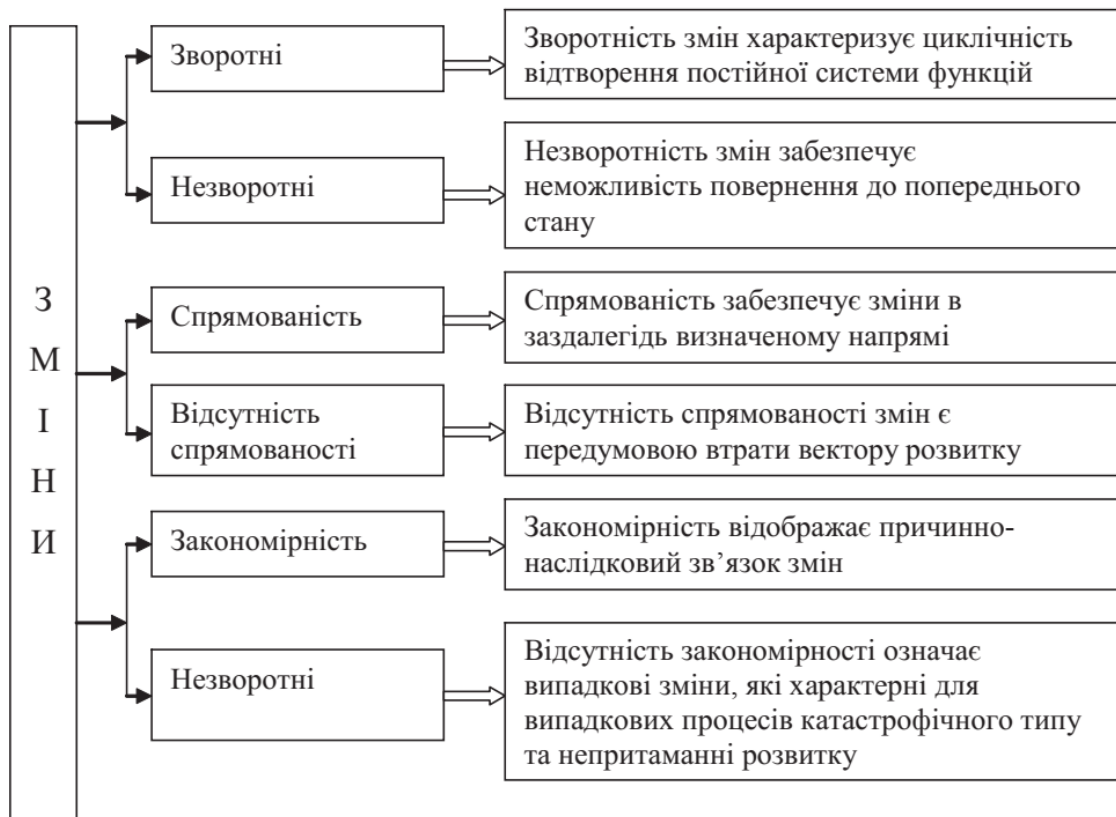 ЗМІНИ
Зворотні
Зворотність змін характеризує циклічність
відтворення постійної системи функцій
Незворотні
Незворотність змін забезпечує
неможливість повернення до попереднього
стану
Спрямованість
Спрямованість забезпечує зміни в
заздалегідь визначеному напрямі
Відсутність
спрямованості
Відсутність спрямованості змін є
передумовою втрати вектору розвитку
Закономірність
Закономірність відображає причинно-
наслідковий зв’язок змін
Незворотні
Відсутність закономірності означає
випадкові зміни, які характерні для
випадкових процесів катастрофічного типу
та непритаманні розвитку